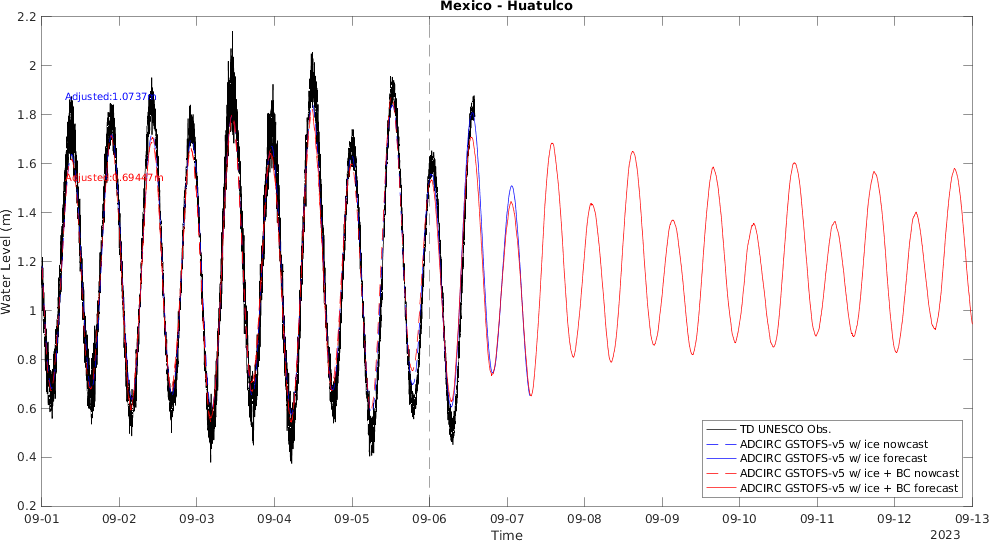 Mexico - Huatulco
2.2
2
1.8
1.6
1.4
1.2
1
0.8
0.6
0.4
0.2
Water Level (m)
Adjusted:1.0737m
Adjusted:0.69447m
TD UNESCO Obs.
ADCIRC GSTOFS-v5 w/ ice nowcast
ADCIRC GSTOFS-v5 w/ ice forecast
ADCIRC GSTOFS-v5 w/ ice + BC nowcast
ADCIRC GSTOFS-v5 w/ ice + BC forecast
09-01 09-02 09-03 09-04 09-05 09-06 09-07 09-08 09-09 09-10 09-11 09-12 09-13
Time
2023